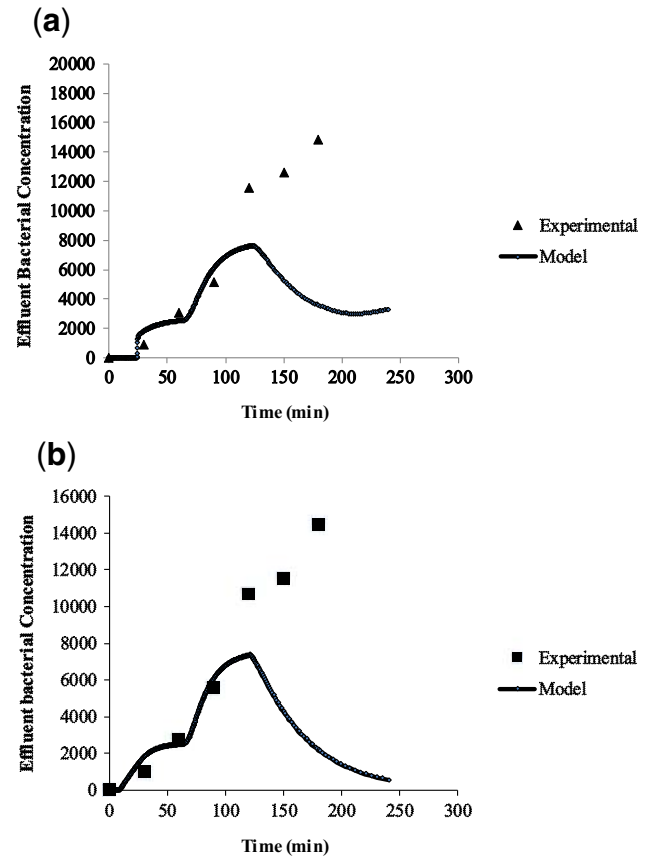 (a)
Effluent Bacterial Concentration
20000
18000
16000
14000
12000
10000
8000
6000
4000
2000
0
0 50 100 150 200 250 300
Time (min)
Experimental
Model
(b)
Effluent bacterial Concentration
16000
14000
12000
10000
8000
6000
4000
2000
0
0 50 100 150 200 250 300
Time (min)
Experimental
Model